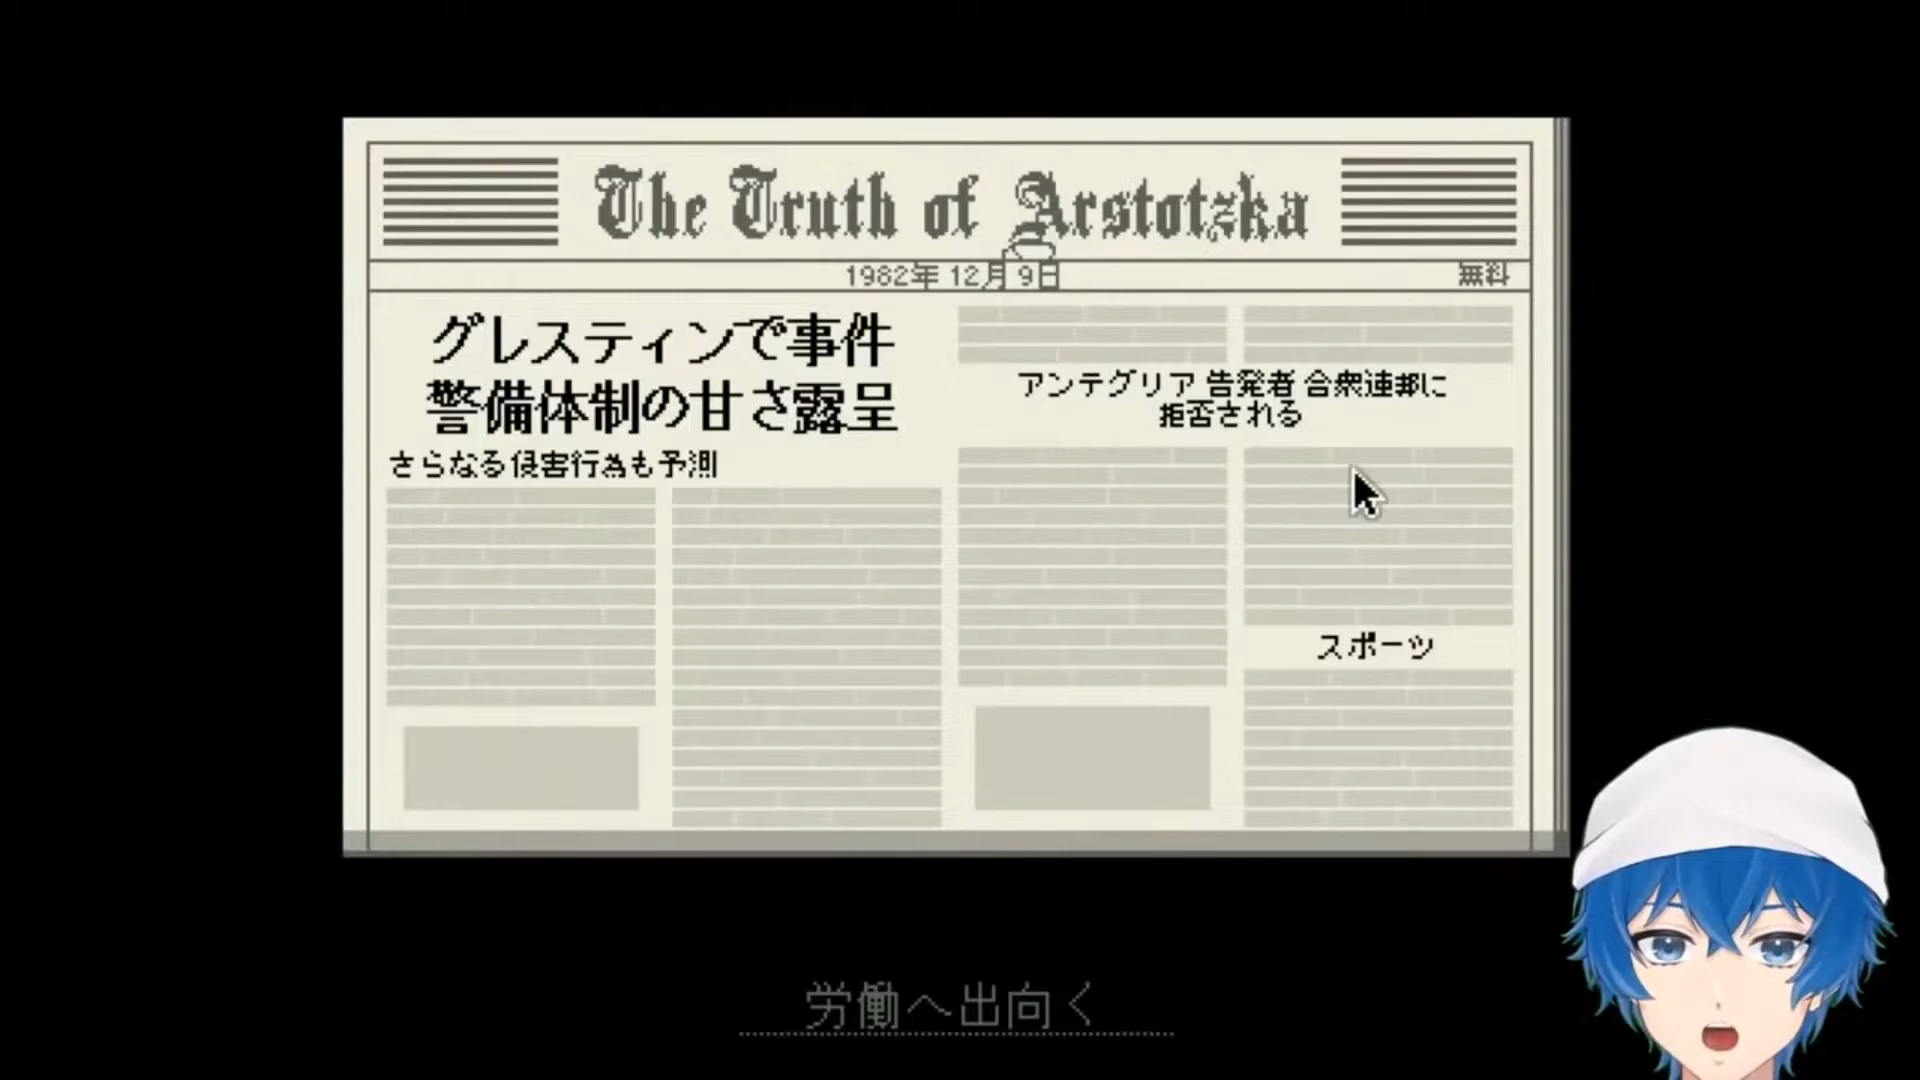 The Truth of Arstotzka
1982年 12月 9日
無料
グレスティンで事件
警備体制の甘さ露呈
さらなる侵害行為も予測
アンテグリア 告発者 合衆連邦に
拒否される
スポーツ
労働へ出向く